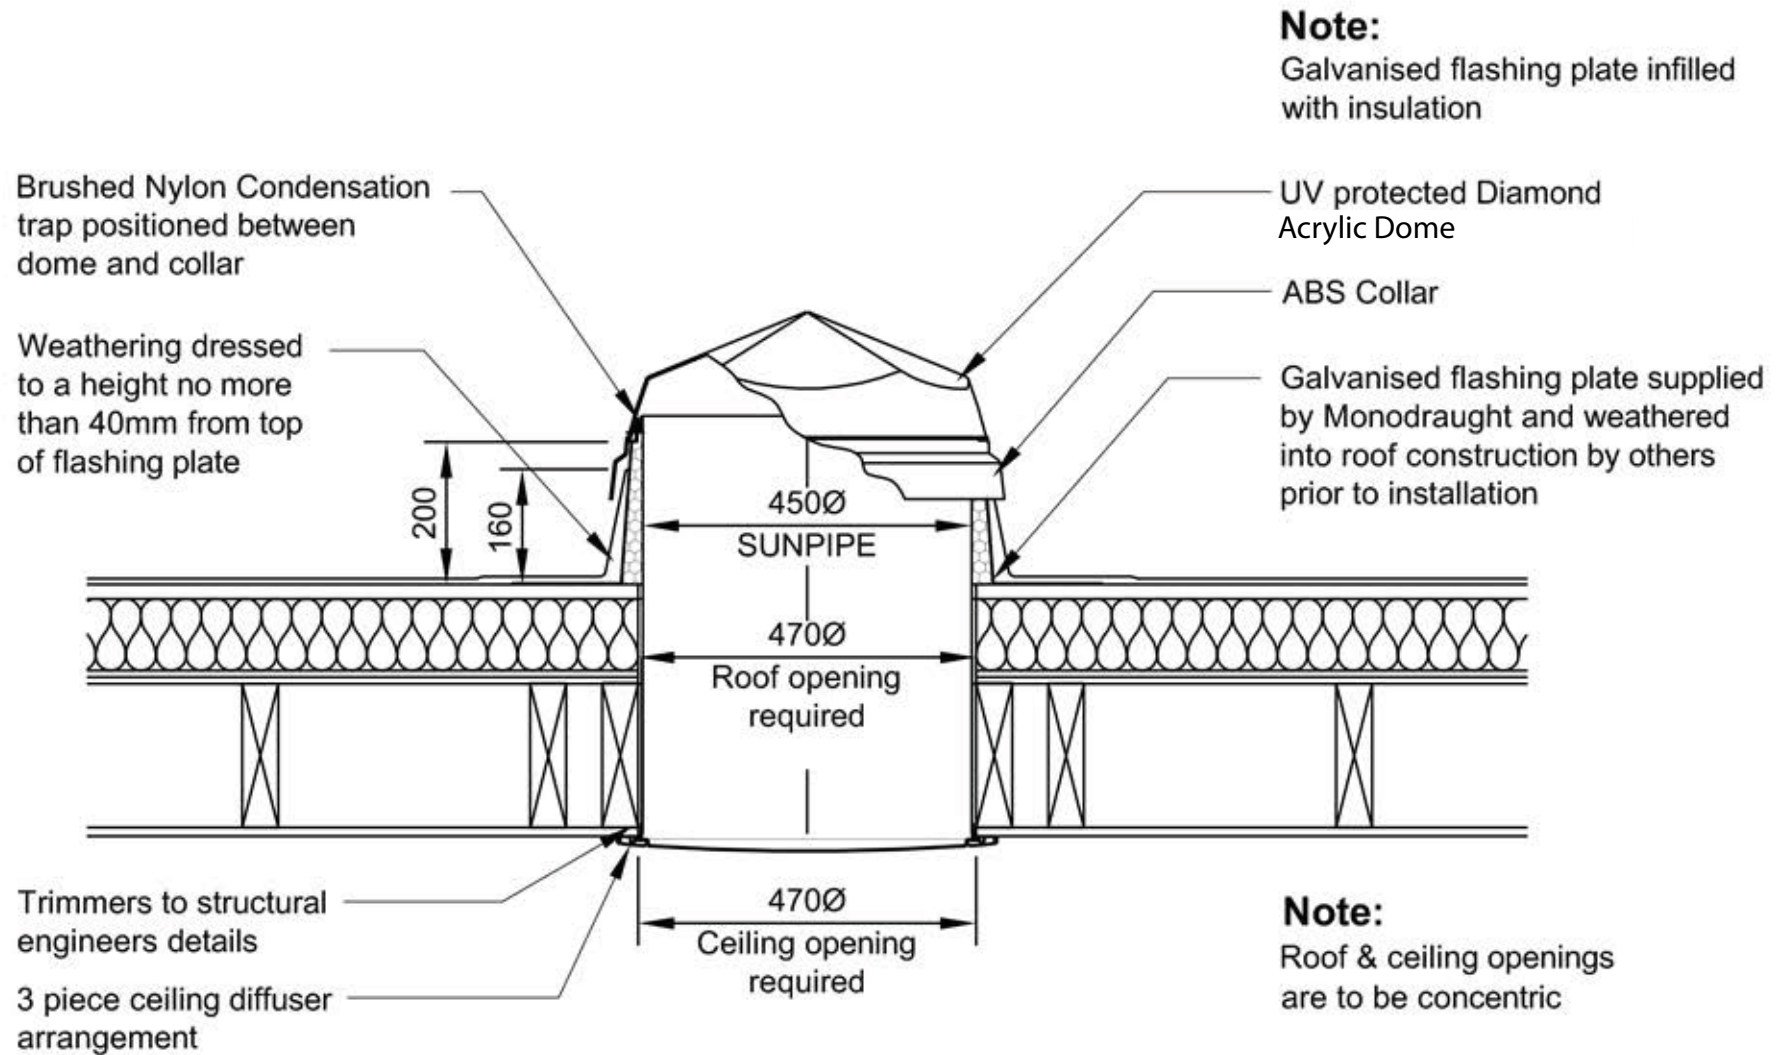 Note:
Galvanised flashing plate infilled
with insulation
Brushed Nylon Condensation
trap positioned between
dome and collar
UV protected Diamond
Acrylic Dome
ABS Collar
Weathering dressed
to a height no more
than 40mm from top
of flashing plate
Galvanised flashing plate supplied
by Monodraught and weathered
into roof construction by others
prior to installation
200
160
450Ø
SUNPIPE
470Ø
Roof opening
required
Trimmers to structural
engineers details
3 piece ceiling diffuser
arrangement
470Ø
Ceiling opening
required
Note:
Roof & ceiling openings
are to be concentric